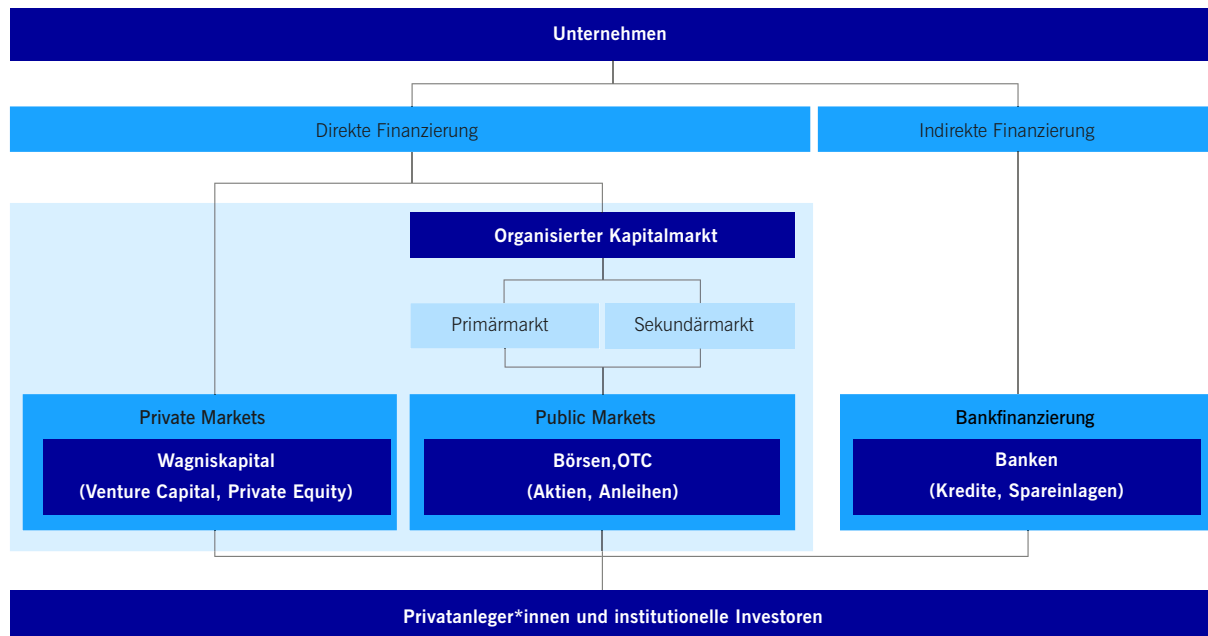 Unternehmen
Direkte Finanzierung
Indirekte Finanzierung
Organisierter Kapitalmarkt
Primärmarkt
Sekundärmarkt
Private Markets
Wagniskapital
(Venture Capital, Private Equity)
Public Markets
Börsen,OTC
(Aktien, Anleihen)
Bankfinanzierung
Banken
(Kredite, Spareinlagen)
Privatanleger*innen und institutionelle Investoren